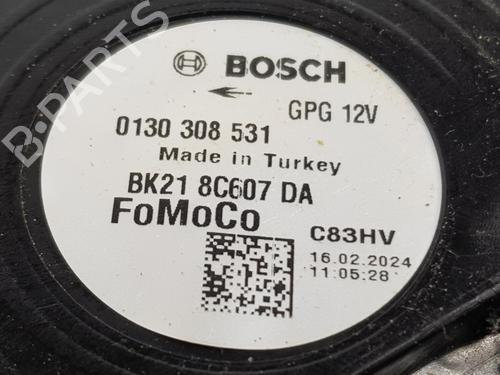 BOSCH
GPG 12V
0130 308 531
Made in Turkey
BK21 8C607 DA
FoMoCo
C83HV
16.02.2024
11:05:28
B-PARTS